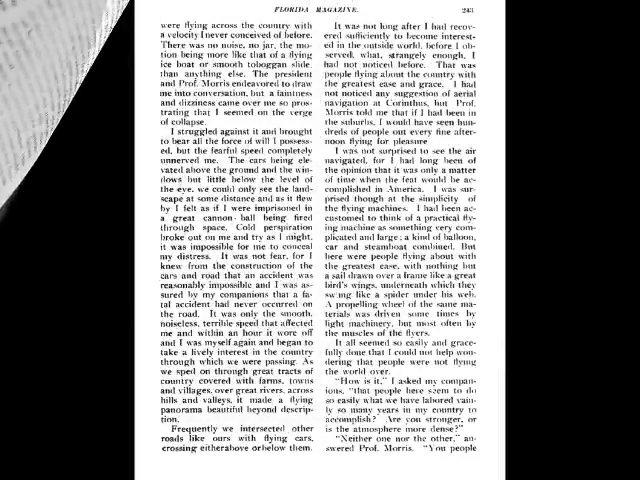 FLORIDA MAGAZINE.
243
were flying across the country with
a velocity I never conceived of before.
There was no noise, no jar, the mo-
tion being more like that of a flying
ice boat or smooth toboggan slide,
than anything else. The president
and Prof. Morris endeavored to draw
me into conversation, but a faintness
and dizziness came over me so pros-
trating that I seemed on the verge
of collapse.
I struggled against it and brought
to bear all the force of will I possess-
ed, but the fearful speed completely
unnerved me. The cars being ele-
vated above the ground and the win-
dows but little below the level of
the eye, we could only see the land-
scape at some distance and as it flew
by I felt as if I were imprisoned in
a great cannon-ball being fired
through space. Cold perspiration
broke out on me and try as I might,
it was impossible for me to conceal
my distress. It was not fear, for I
knew from the construction of the
cars and road that an accident was
reasonably impossible and I was as-
sured by my companions that a fa-
tal accident had never occurred on
the road. It was only the smooth,
noiseless, terrible speed that affected
me and within an hour it wore off
and I was myself again and began to
take a lively interest in the country
through which we were passing. As
we sped on through great tracts of
country covered with farms, towns
and villages, over great rivers, across
hills and valleys, it made a flying
panorama beautiful beyond descrip-
tion.
Frequently we intersected other
roads like ours with flying cars,
crossing eitherabove orbelow them.
It was not long after I had recov-
ered sufficiently to become interest-
ed in the outside world, before I ob-
served, what, strangely enough, I
had not noticed before. That was
people flying about the country with
the greatest ease and grace. I had
not noticed any suggestion of aerial
navigation at Corinthus, but Prof.
Morris told me that if I had been in
the suburbs, I would have seen hun-
dreds of people out every fine after-
noon flying for pleasure
I was not surprised to see the air
navigated, for I had long been of
the opinion that it was only a matter
of time when the feat would be ac-
complished in America. I was sur-
prised though at the simplicity of
the flying machines. I had been ac-
customed to think of a practical fly-
ing machine as something very com-
plicated and large; a kind of balloon,
car and steamboat combined. But
here were people flying about with
the greatest ease, with nothing but
a sail drawn over a frame like a great
bird's wings, underneath which they
swung like a spider under his web.
A propelling wheel of the same ma-
terials was driven some times by
light machinery, but most often by
the muscles of the flyers.
It all seemed so easily and grace-
fully done that I could not help won-
dering that people were not flying
the world over.
"How is it," I asked my compan-
ions, "that people here seem to do
so easily what we have labored vain-
ly so many years in my country to
accomplish? Are you stronger, or
is the atmosphere more dense?"
"Neither one nor the other," an-
swered Prof. Morris. "You people